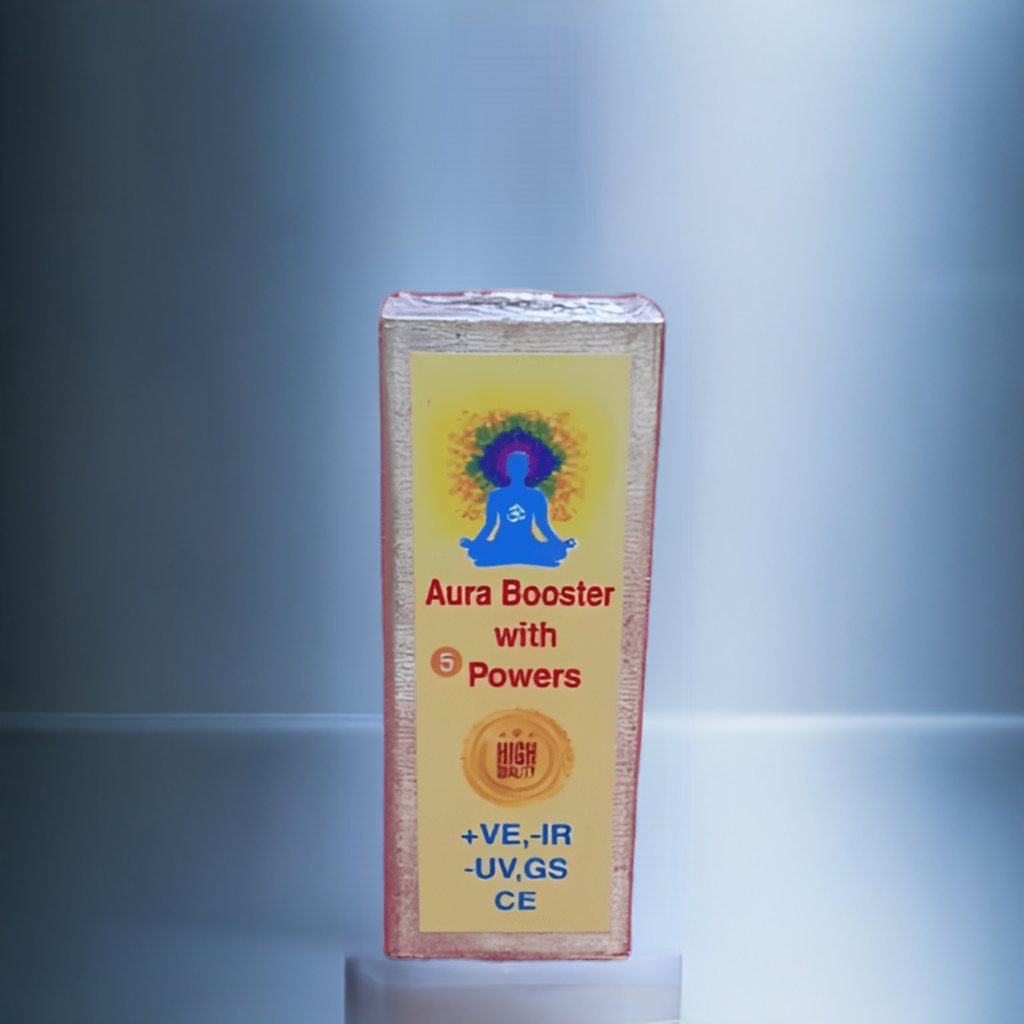 ॐ
Aura Booster
with
5 Powers
HIGH
QUALITY
+VE,-IR
-UV,GS
CE